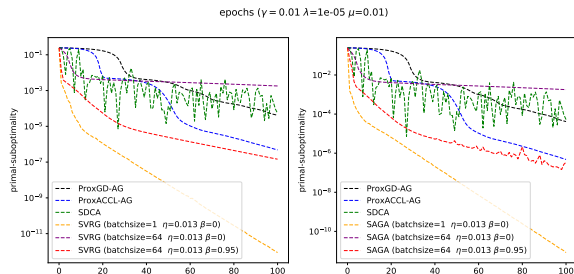 epochs (γ = 0.01 λ=1e-05 μ=0.01)
primal-suboptimality
10⁻¹
10⁻³
10⁻⁵
10⁻⁷
10⁻⁹
10⁻¹¹
ProxGD-AG
ProxACCL-AG
SDCA
SVRG (batchsize=1 η=0.013 β=0)
SVRG (batchsize=64 η=0.013 β=0)
SVRG (batchsize=64 η=0.013 β=0.95)
0 20 40 60 80 100
primal-suboptimality
10⁻²
10⁻⁴
10⁻⁶
10⁻⁸
10⁻¹⁰
ProxGD-AG
ProxACCL-AG
SDCA
SAGA (batchsize=1 η=0.013 β=0)
SAGA (batchsize=64 η=0.013 β=0)
SAGA (batchsize=64 η=0.013 β=0.95)
0 20 40 60 80 100